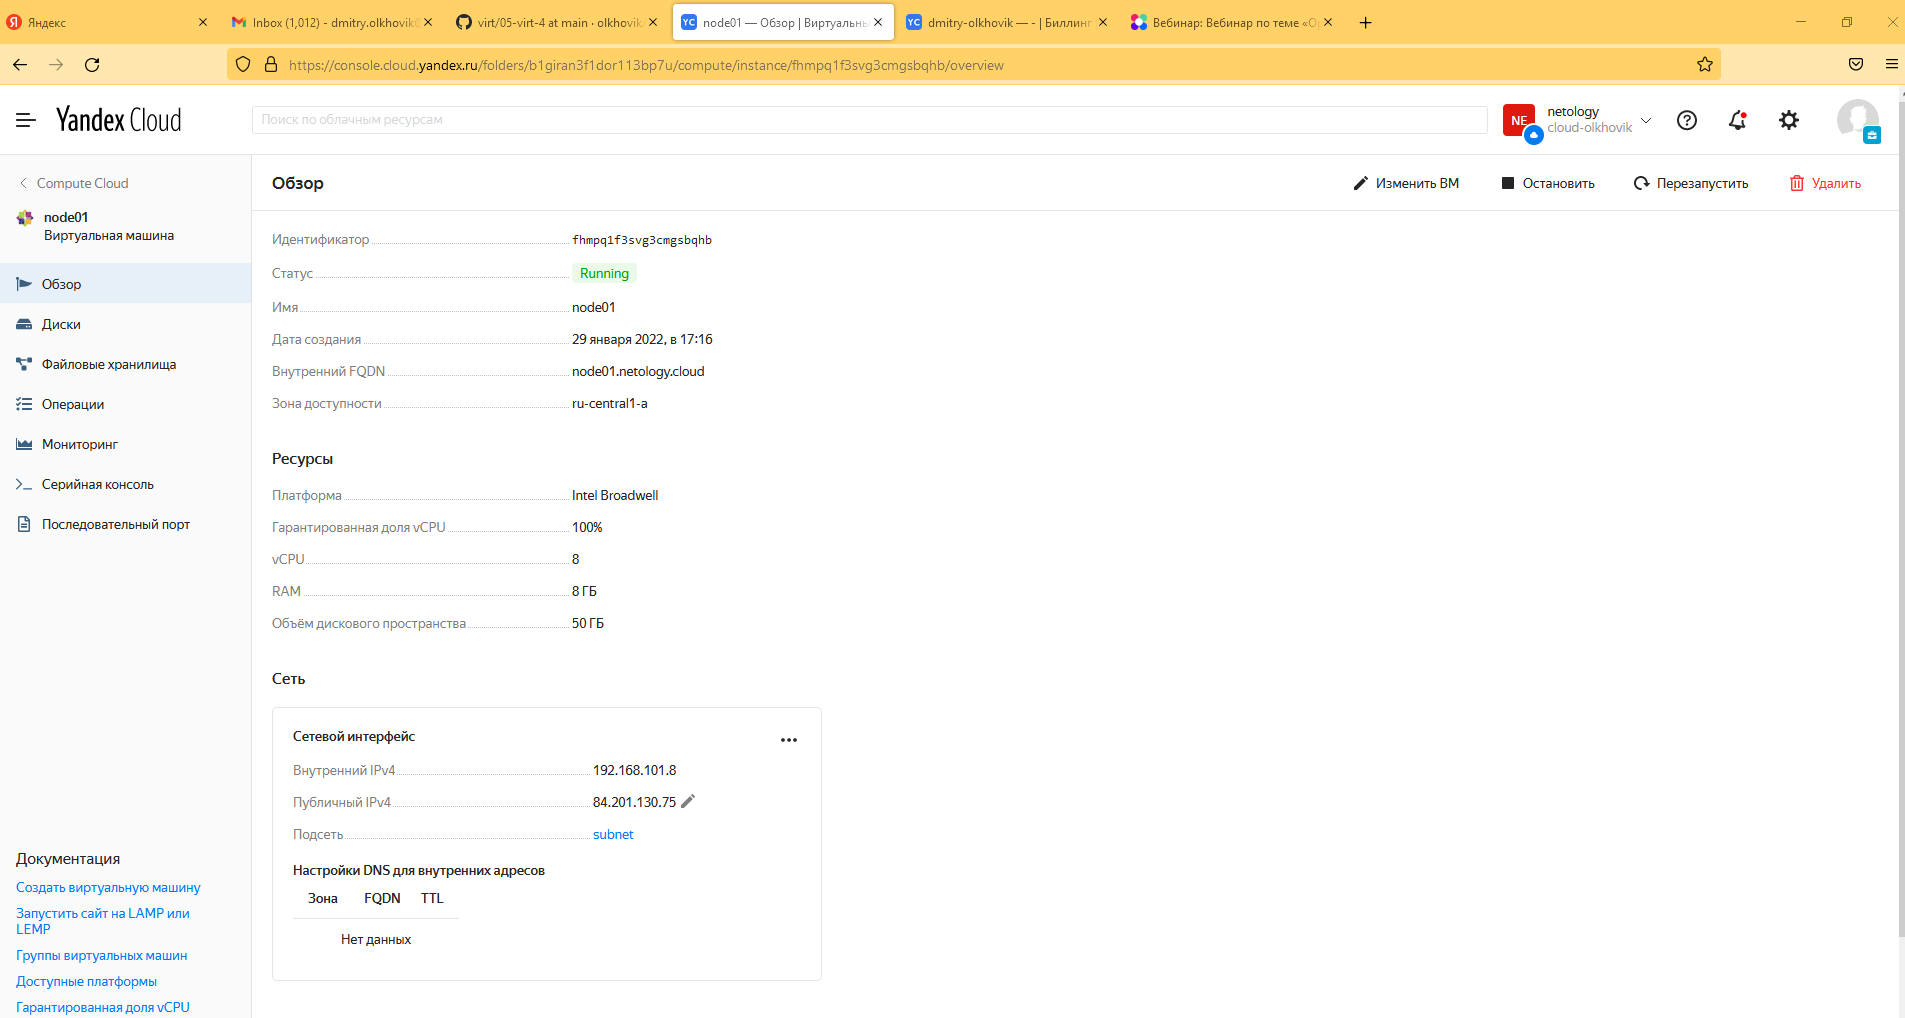 Яндекс
Inbox (1,012) - dmitry.olkhovik@
virt/05-virt-4 at main · olkhovik
node01 — Обзор | Виртуальны
dmitry-olkhovik — - | Биллинг
Вебинар: Вебинар по теме «Ор
https://console.cloud.yandex.ru/folders/b1giran3f1dor113bp7u/compute/instance/fhmpq1f3svg3cmgsbqhb/overview
Yandex Cloud
Поиск по облачным ресурсам
NE
netology
cloud-olkhovik
Compute Cloud
node01
Виртуальная машина
Обзор
Диски
Файловые хранилища
Операции
Мониторинг
Серийная консоль
Последовательный порт
Документация
Создать виртуальную машину
Запустить сайт на LAMP или
LEMP
Группы виртуальных машин
Доступные платформы
Гарантированная доля vCPU
Обзор
Изменить ВМ
Остановить
Перезапустить
Удалить
Идентификатор fhmpq1f3svg3cmgsbqhb
Статус Running
Имя node01
Дата создания 29 января 2022, в 17:16
Внутренний FQDN node01.netology.cloud
Зона доступности ru-central1-a
Ресурсы
Платформа Intel Broadwell
Гарантированная доля vCPU 100%
vCPU 8
RAM 8 ГБ
Объём дискового пространства 50 ГБ
Сеть
Сетевой интерфейс
Внутренний IPv4 192.168.101.8
Публичный IPv4 84.201.130.75
Подсеть subnet
Настройки DNS для внутренних адресов
Зона FQDN TTL
Нет данных